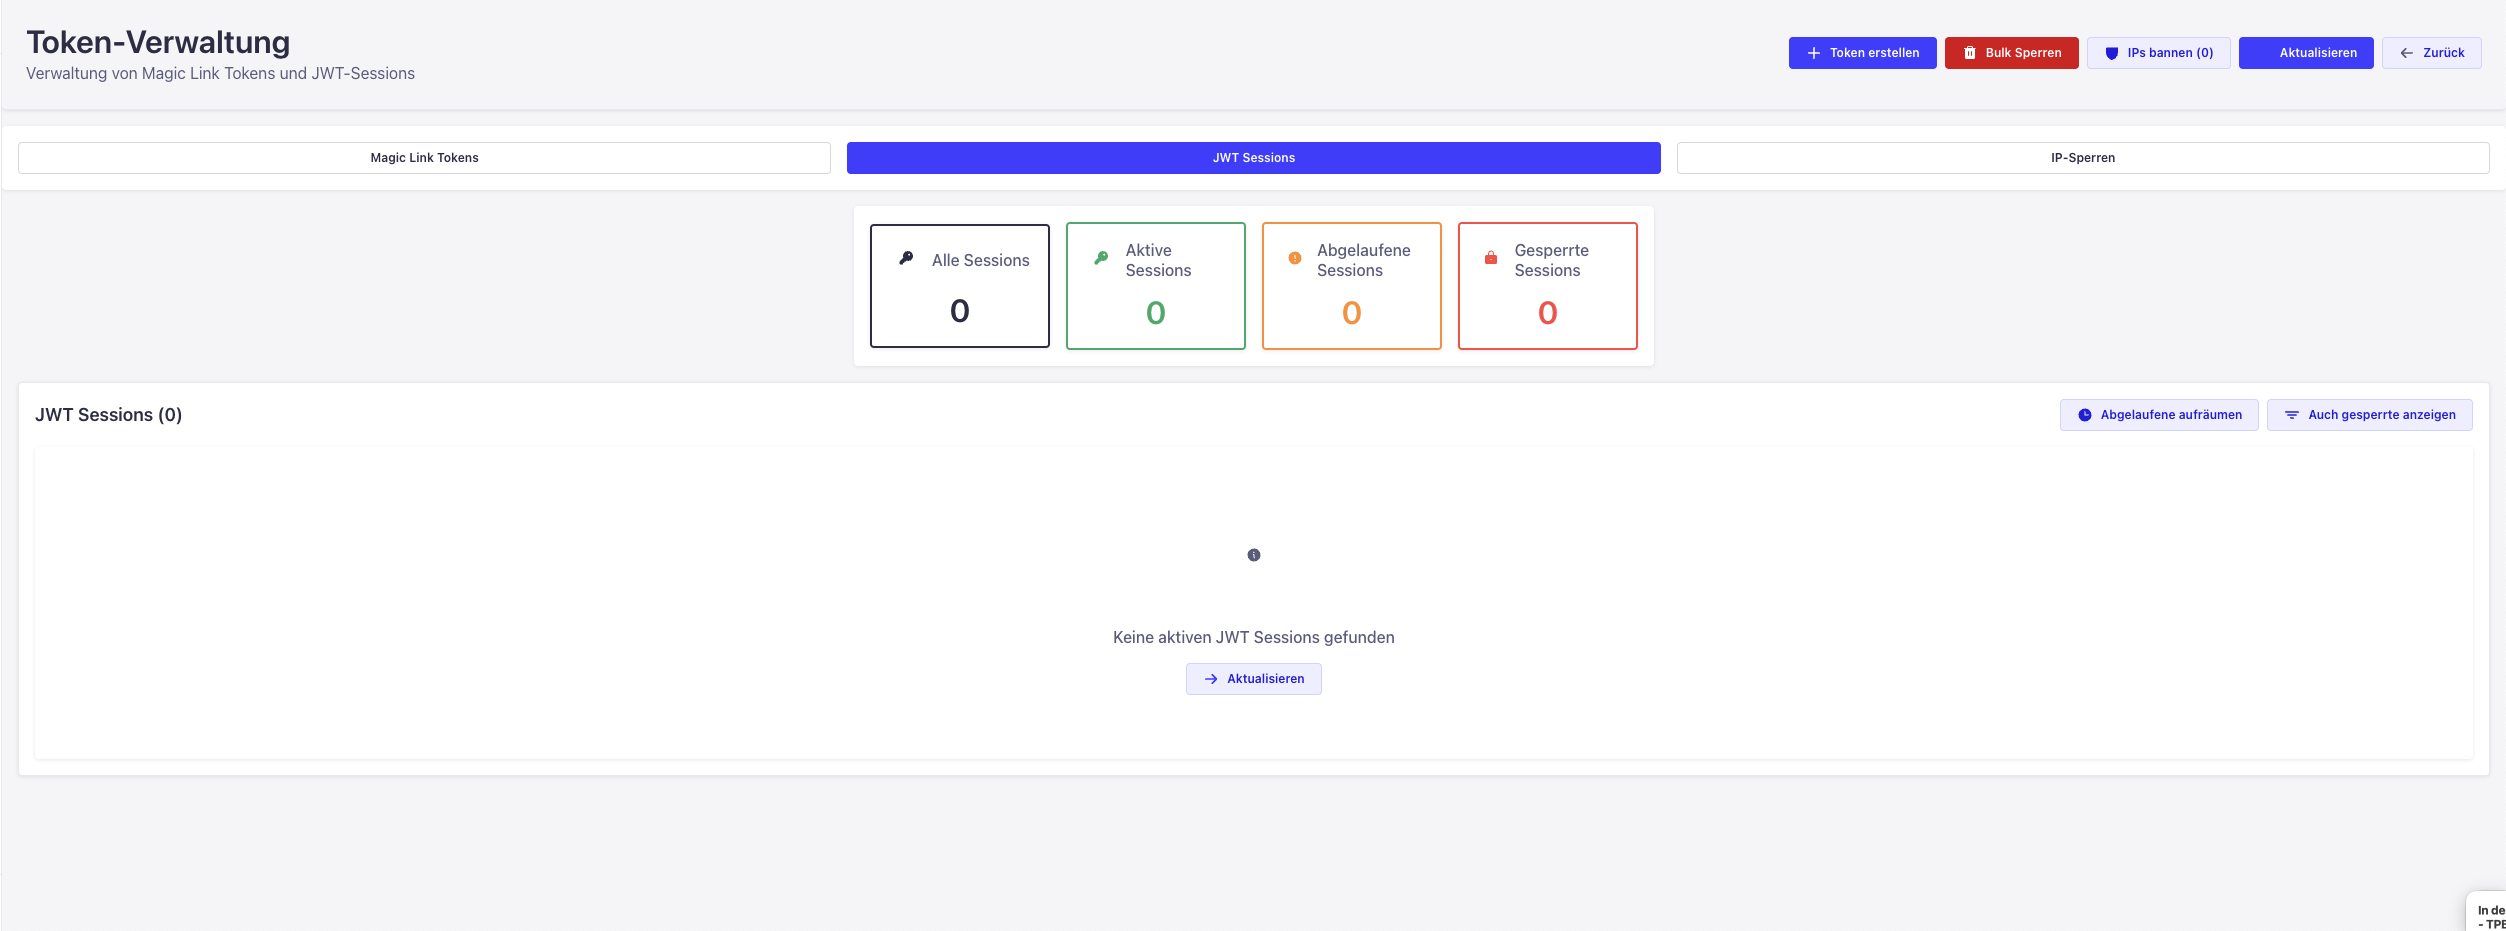 Token-Verwaltung
Verwaltung von Magic Link Tokens und JWT-Sessions
Token erstellen
Bulk Sperren
IPs bannen (0)
Aktualisieren
Zurück
Magic Link Tokens
JWT Sessions
IP-Sperren
Alle Sessions
0
Aktive
Sessions
0
Abgelaufene
Sessions
0
Gesperrte
Sessions
0
JWT Sessions (0)
Abgelaufene aufräumen
Auch gesperrte anzeigen
Keine aktiven JWT Sessions gefunden
Aktualisieren
In de